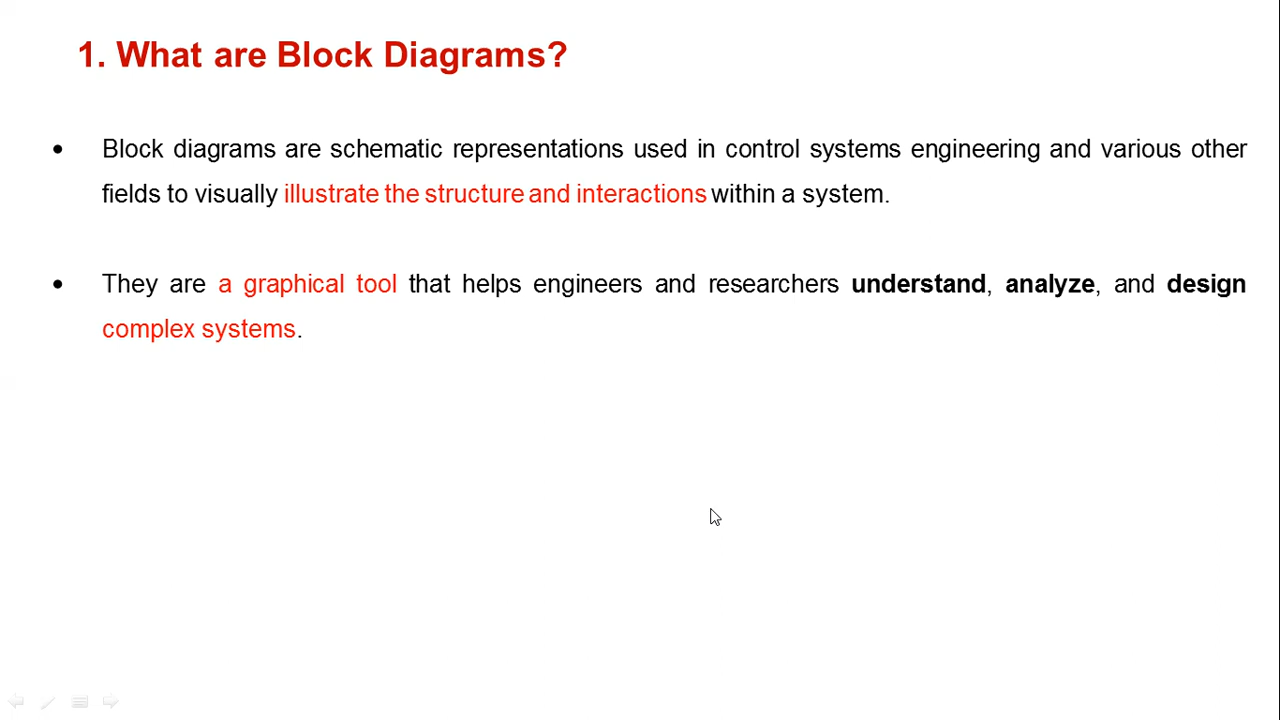 1. What are Block Diagrams?
• Block diagrams are schematic representations used in control systems engineering and various other
fields to visually illustrate the structure and interactions within a system.
• They are a graphical tool that helps engineers and researchers understand, analyze, and design
complex systems.